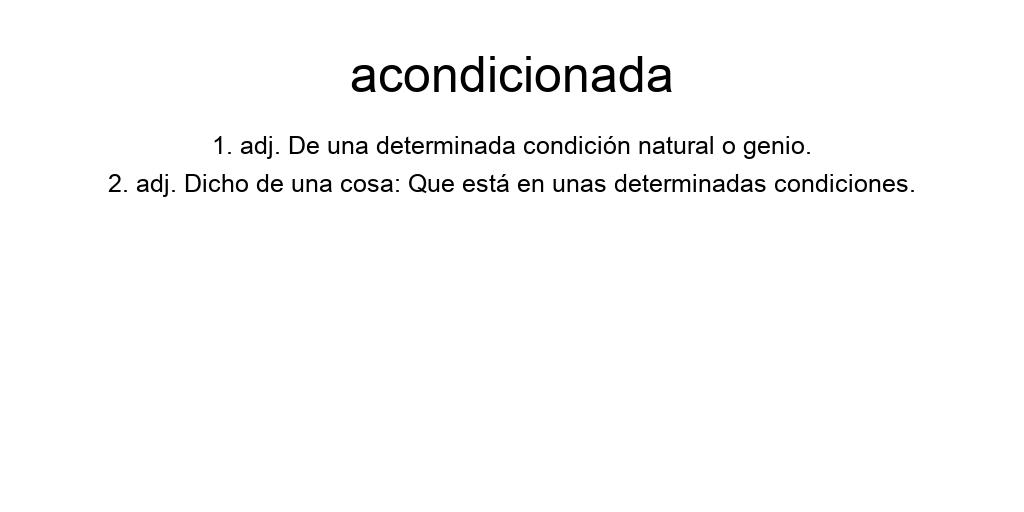 acondicionada
1. adj. De una determinada condición natural o genio.
2. adj. Dicho de una cosa: Que está en unas determinadas condiciones.